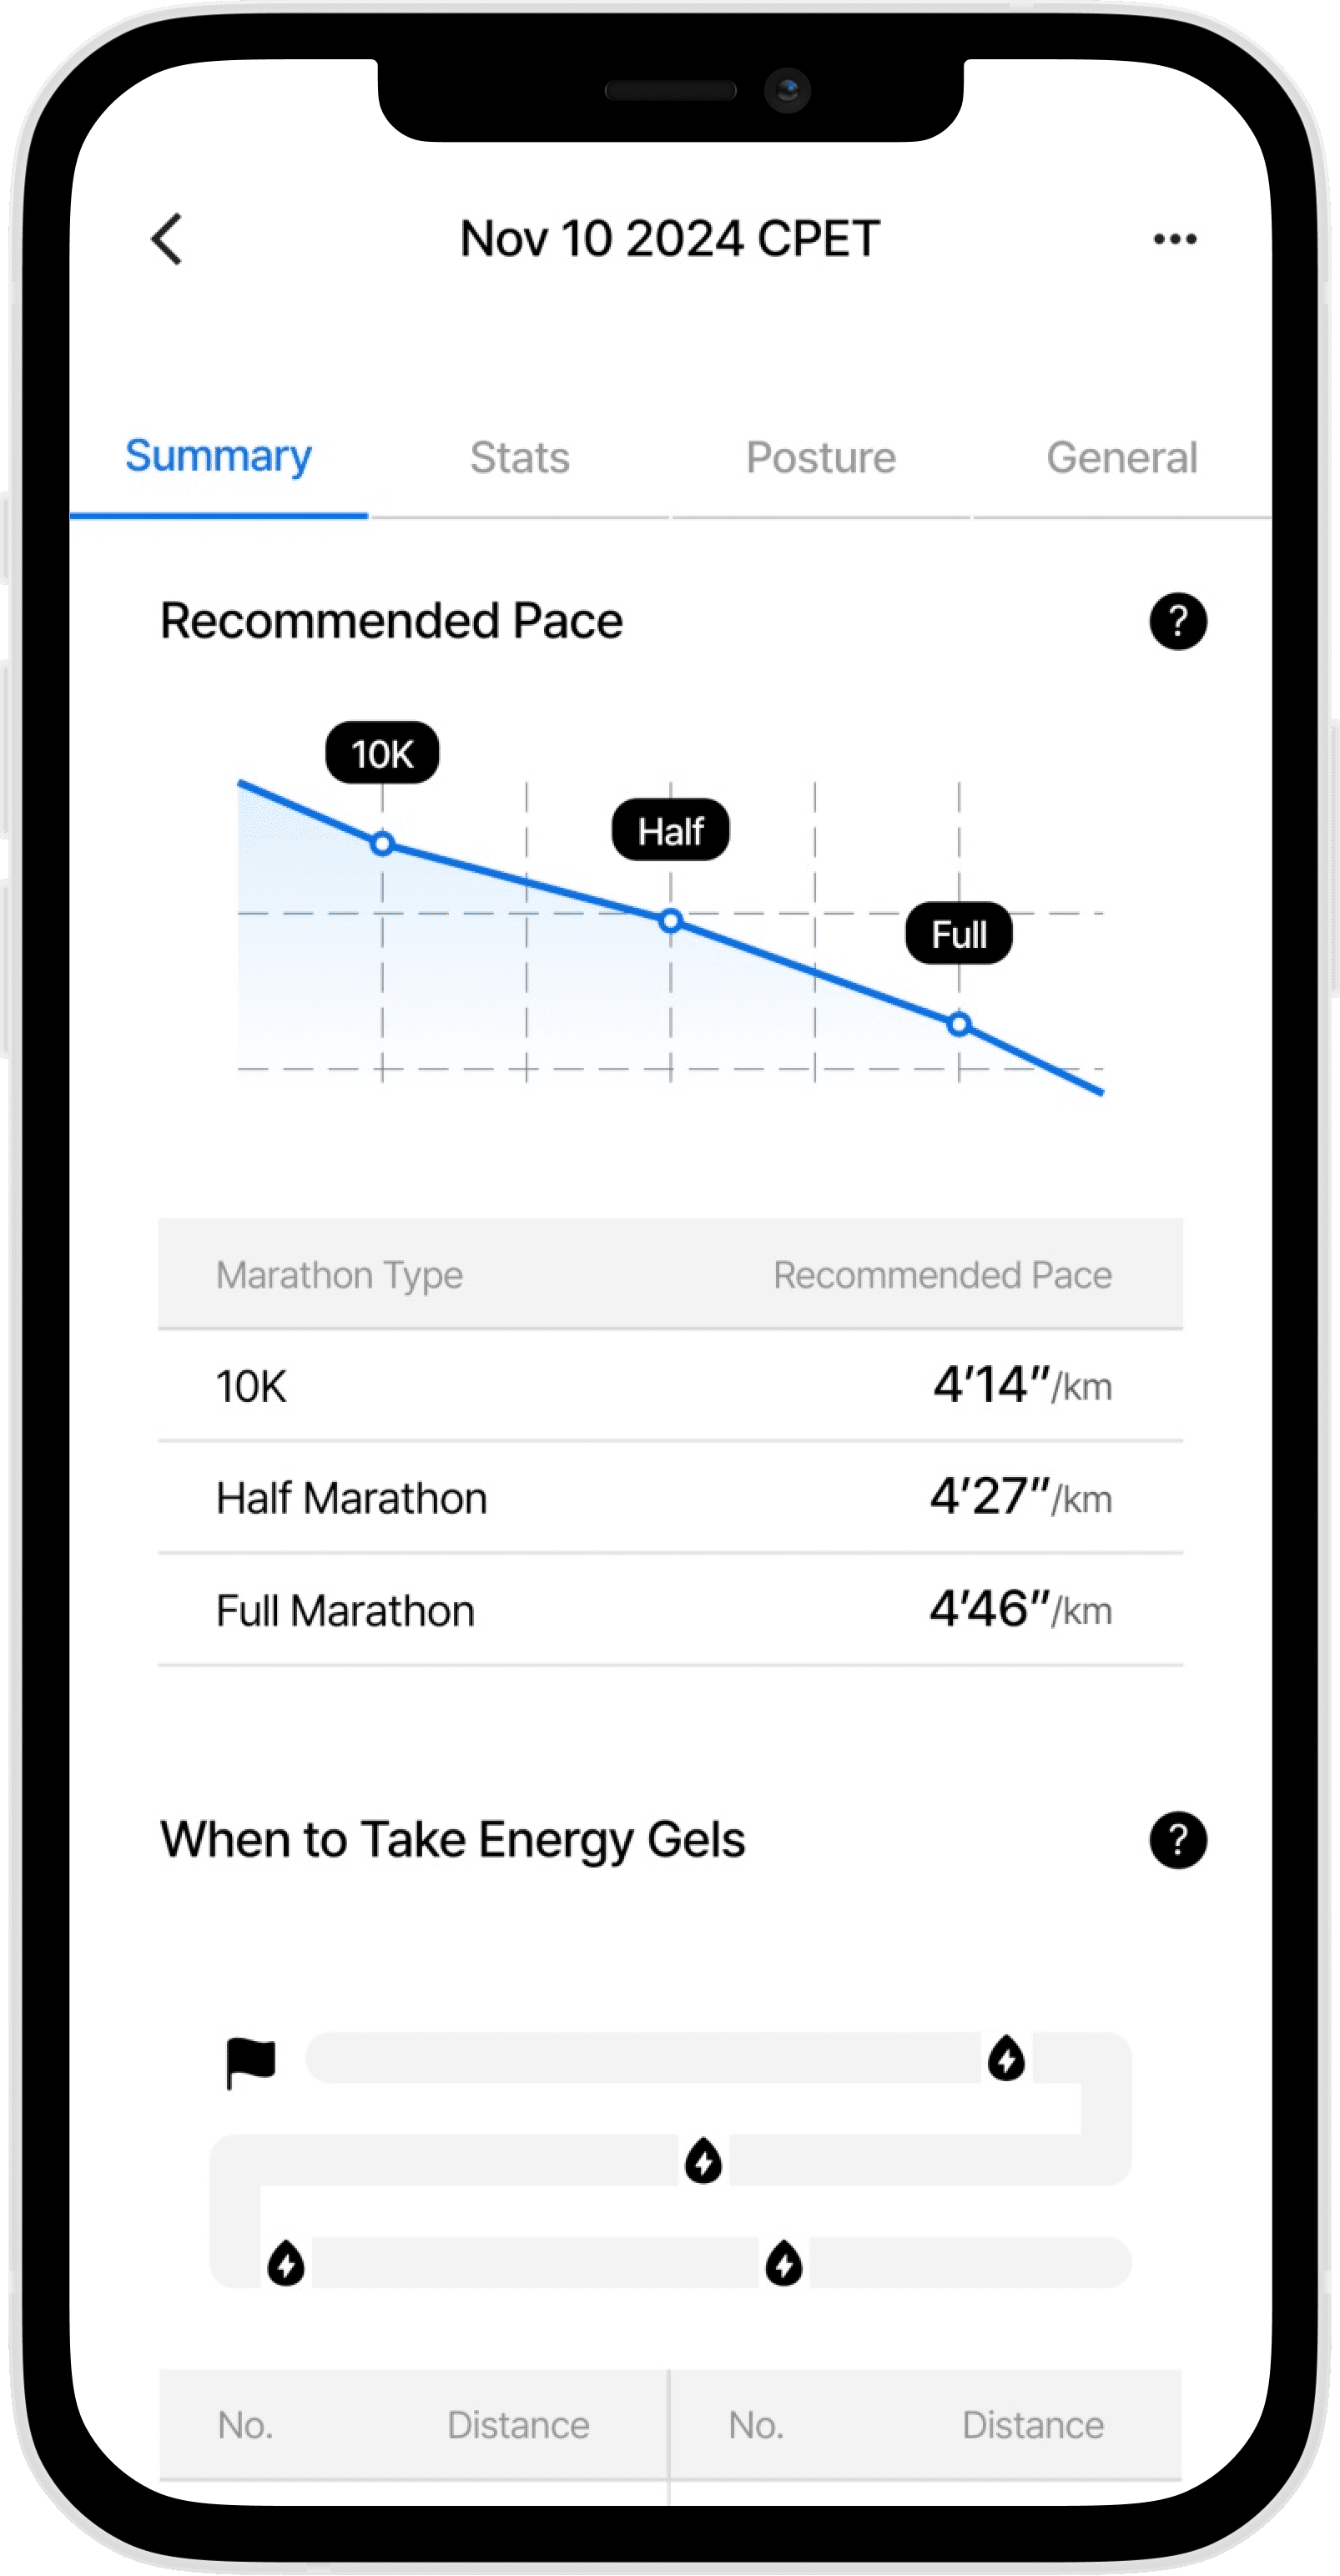 Nov 10 2024 CPET
Summary Stats Posture General
Recommended Pace ?
10K
Half
Full
Marathon Type Recommended Pace
10K 4'14"/km
Half Marathon 4'27"/km
Full Marathon 4'46"/km
When to Take Energy Gels ?
No. Distance No. Distance